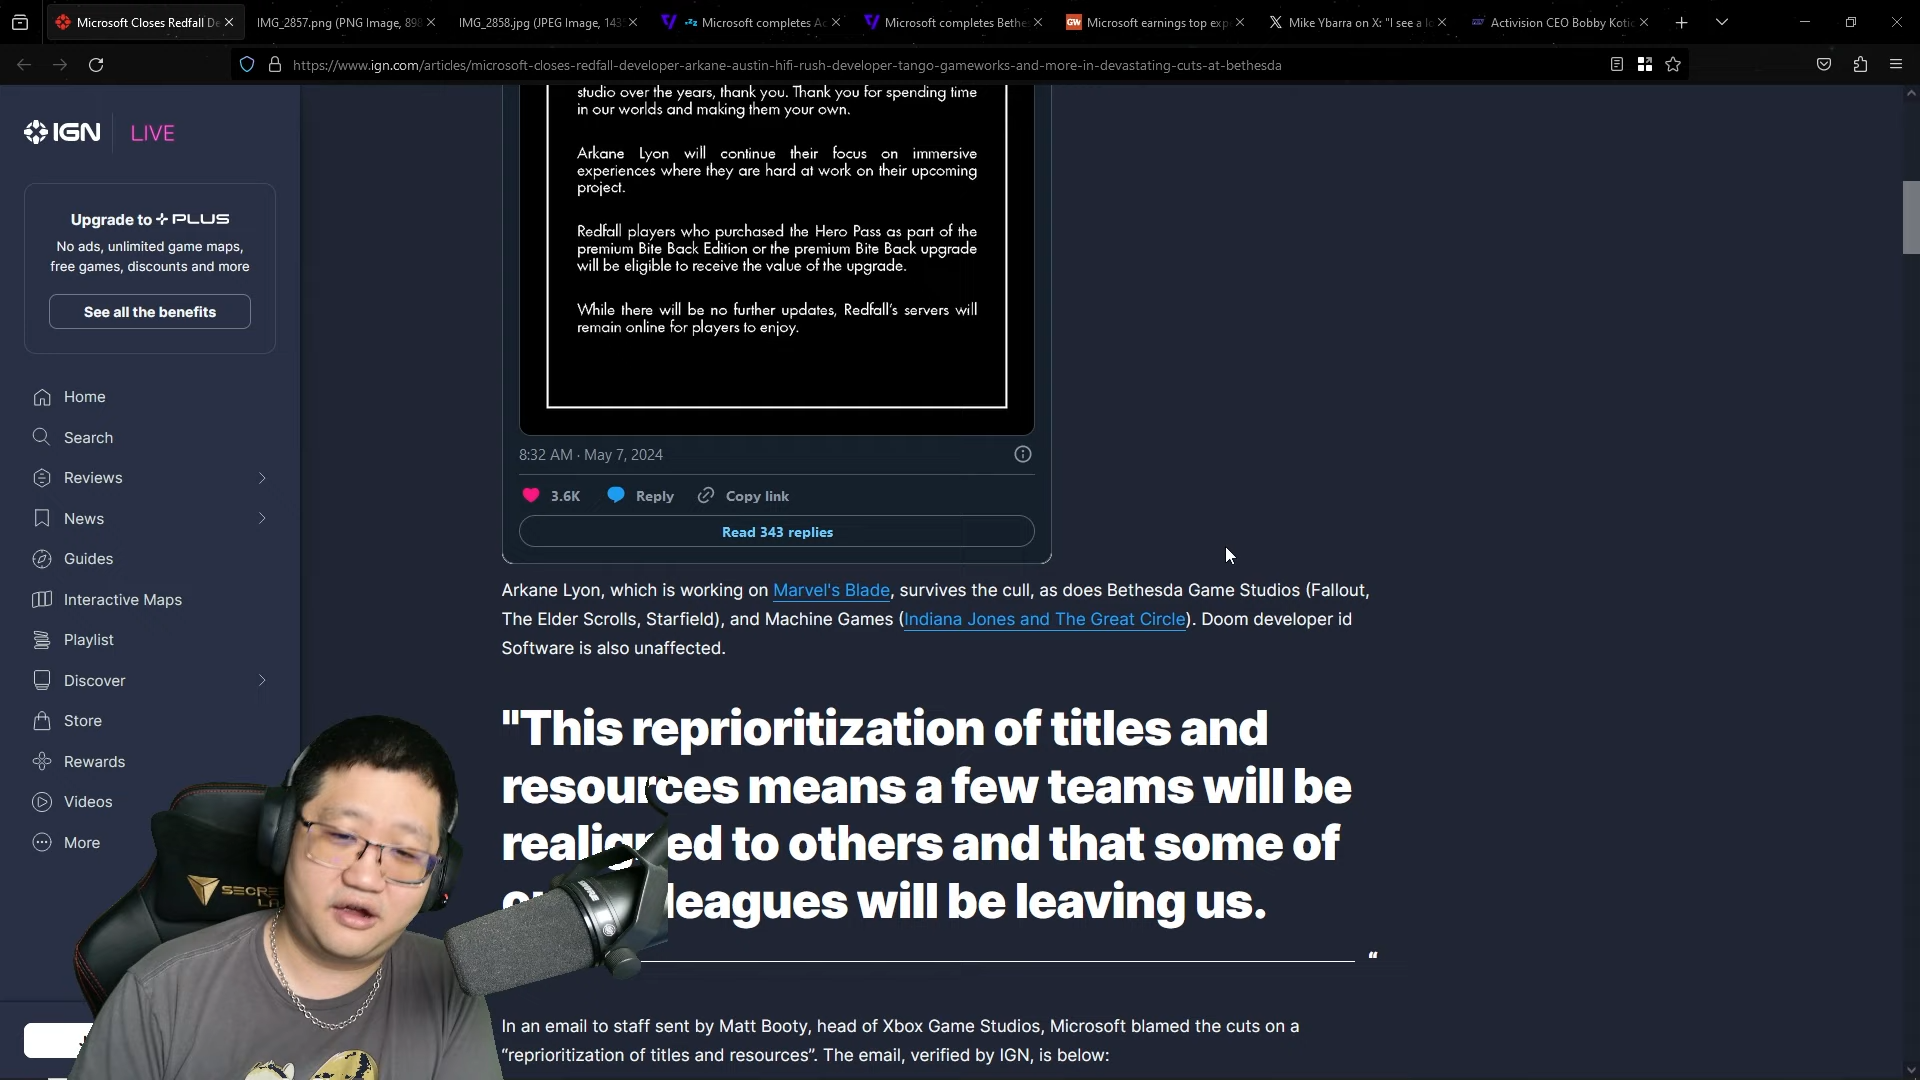 Microsoft Closes Redfall De
IMG_2857.png (PNG Image, 898
IMG_2858.jpg (JPEG Image, 143
Microsoft completes Ac
Microsoft completes Bethe
GW
Microsoft earnings top exp
Mike Ybarra on X: "I see a lo
Activision CEO Bobby Kotic
https://www.ign.com/articles/microsoft-closes-redfall-developer-arkane-austin-hifi-rush-developer-tango-gameworks-and-more-in-devastating-cuts-at-bethesda
IGN
LIVE
Upgrade to PLUS
No ads, unlimited game maps,
free games, discounts and more
See all the benefits
Home
Search
Reviews
News
Guides
Interactive Maps
Playlist
Discover
Store
Rewards
Videos
More
studio over the years, thank you. Thank you for spending time
in our worlds and making them your own.
Arkane Lyon will continue their focus on immersive
experiences where they are hard at work on their upcoming
project.
Redfall players who purchased the Hero Pass as part of the
premium Bite Back Edition or the premium Bite Back upgrade
will be eligible to receive the value of the upgrade.
While there will be no further updates, Redfall's servers will
remain online for players to enjoy.
8:32 AM · May 7, 2024
3.6K
Reply
Copy link
Read 343 replies
Arkane Lyon, which is working on Marvel's Blade, survives the cull, as does Bethesda Game Studios (Fallout,
The Elder Scrolls, Starfield), and Machine Games (Indiana Jones and The Great Circle). Doom developer id
Software is also unaffected.
"This reprioritization of titles and
resources means a few teams will be
realigned to others and that some of
leagues will be leaving us.
“
In an email to staff sent by Matt Booty, head of Xbox Game Studios, Microsoft blamed the cuts on a
“reprioritization of titles and resources”. The email, verified by IGN, is below:
SECRE